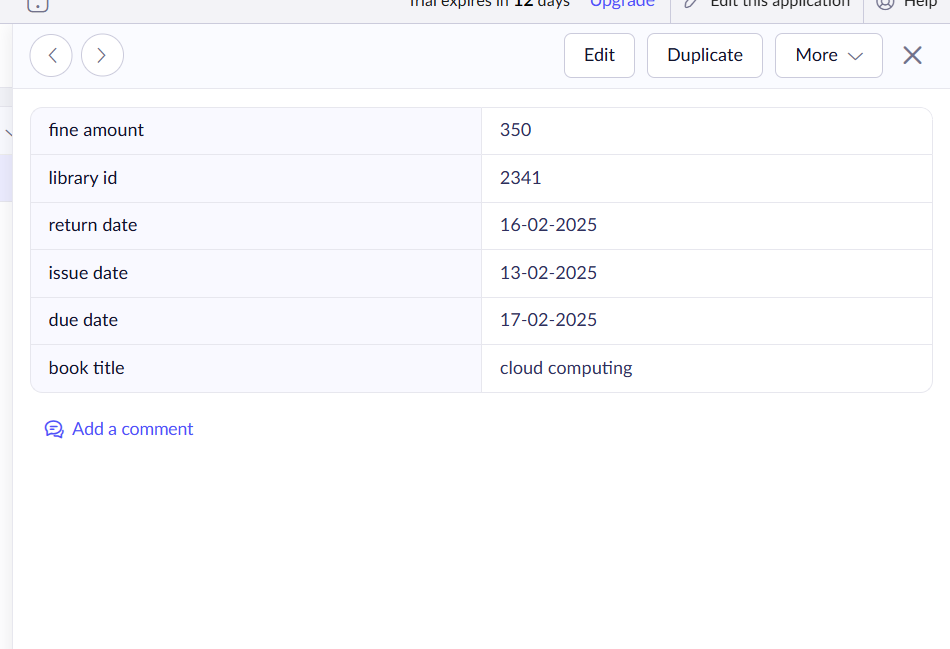 Trial expires in 12 days Upgrade Edit this application Help
Edit Duplicate More
fine amount 350
library id 2341
return date 16-02-2025
issue date 13-02-2025
due date 17-02-2025
book title cloud computing
Add a comment